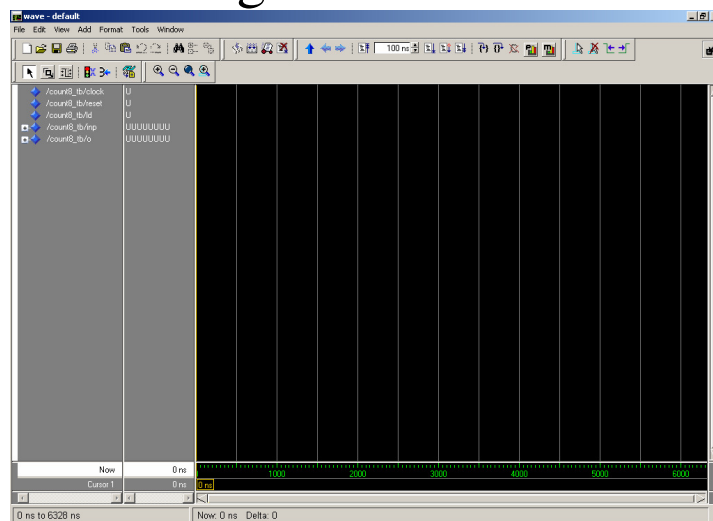 wave - default
File Edit View Add Format Tools Window
100 ns
/count8_tb/clock U
/count8_tb/reset U
/count8_tb/ld U
/count8_tb/inp UUUUUUUU
/count8_tb/o UUUUUUUU
Now 0 ns
1000 2000 3000 4000 5000 6000
Cursor 1 0 ns 0 ns
0 ns to 6328 ns Now: 0 ns Delta: 0